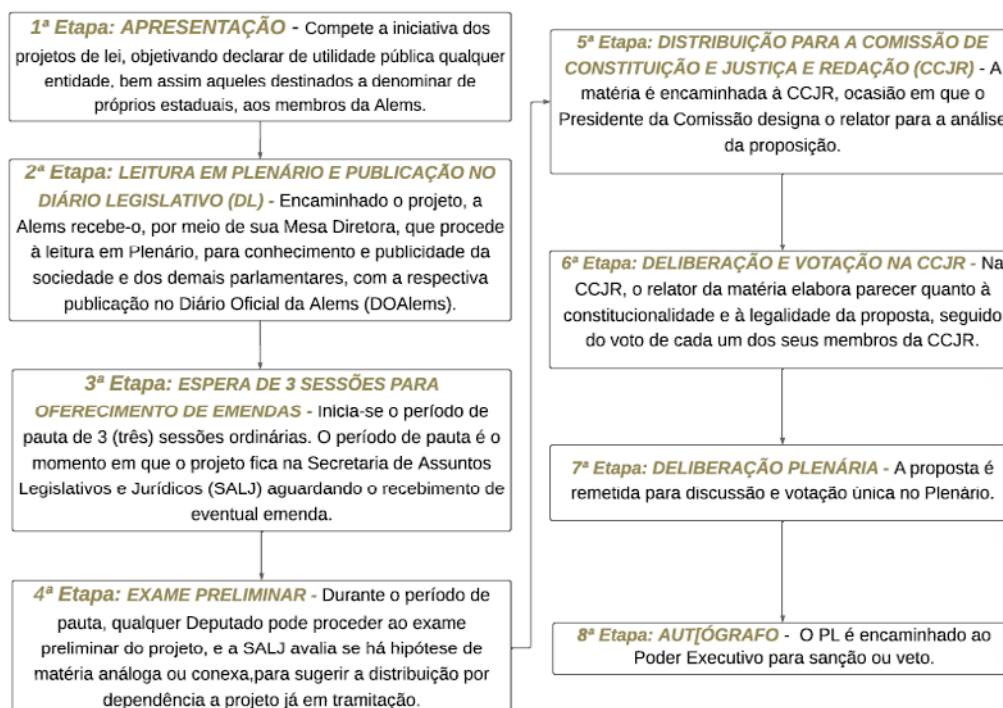 1ª Etapa: APRESENTAÇÃO - Compete a iniciativa dos
projetos de lei, objetivando declarar de utilidade pública qualquer
entidade, bem assim aqueles destinados a denominar de
próprios estaduais, aos membros da Alems.
2ª Etapa: LEITURA EM PLENÁRIO E PUBLICAÇÃO NO
DIÁRIO LEGISLATIVO (DL) - Encaminhado o projeto, a
Alems recebe-o, por meio de sua Mesa Diretora, que procede
à leitura em Plenário, para conhecimento e publicidade da
sociedade e dos demais parlamentares, com a respectiva
publicação no Diário Oficial da Alems (DOAlems).
3ª Etapa: ESPERA DE 3 SESSÕES PARA
OFERECIMENTO DE EMENDAS - Inicia-se o período de
pauta de 3 (três) sessões ordinárias. O período de pauta é o
momento em que o projeto fica na Secretaria de Assuntos
Legislativos e Jurídicos (SALJ) aguardando o recebimento de
eventual emenda.
4ª Etapa: EXAME PRELIMINAR - Durante o período de
pauta, qualquer Deputado pode proceder ao exame
preliminar do projeto, e a SALJ avalia se há hipótese de
matéria análoga ou conexa,para sugerir a distribuição por
dependência a projeto já em tramitação.
5ª Etapa: DISTRIBUIÇÃO PARA A COMISSÃO DE
CONSTITUIÇÃO E JUSTIÇA E REDAÇÃO (CCJR) - A
matéria é encaminhada à CCJR, ocasião em que o
Presidente da Comissão designa o relator para a análise
da proposição.
6ª Etapa: DELIBERAÇÃO E VOTAÇÃO NA CCJR - Na
CCJR, o relator da matéria elabora parecer quanto à
constitucionalidade e à legalidade da proposta, seguido
do voto de cada um dos seus membros da CCJR.
7ª Etapa: DELIBERAÇÃO PLENÁRIA - A proposta é
remetida para discussão e votação única no Plenário.
8ª Etapa: AUT[ÓGRAFO - O PL é encaminhado ao
Poder Executivo para sanção ou veto.